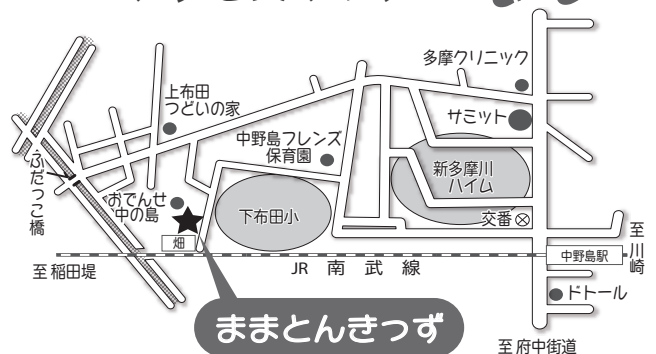 多摩クリニック
上布田
つどいの家
サミット
中野島フレンズ
保育園
新多摩川
ハイム
ふだっこ橋
おでんせ
中の島
下布田小
交番
畑
至川崎
中野島駅
至 稲田堤
JR 南 武 線
ドトール
ままとんきっず
至 府中街道